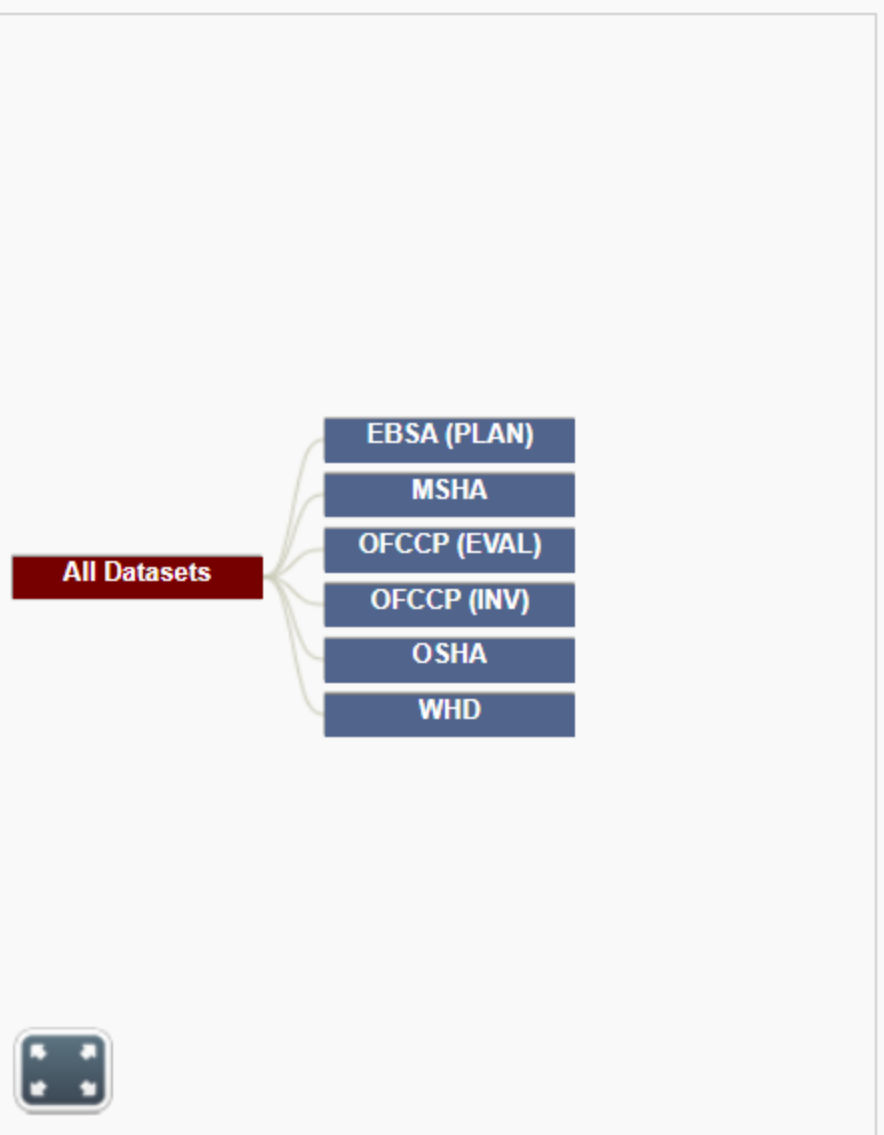 All Datasets
EBSA (PLAN)
MSHA
OFCCP (EVAL)
OFCCP (INV)
OSHA
WHD